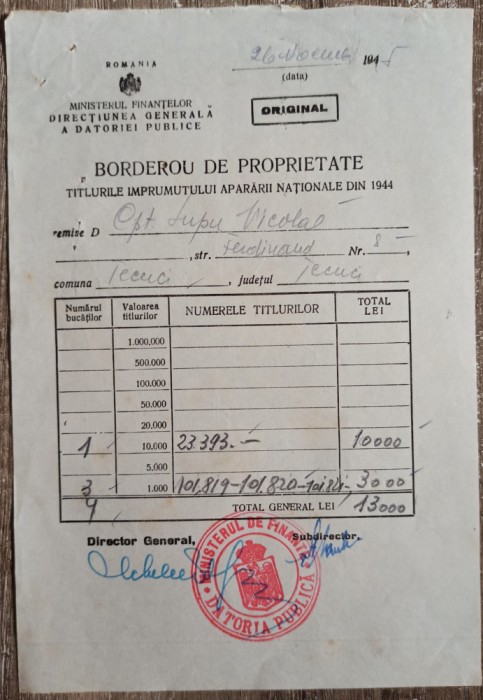 ROMANIA
MINISTERUL FINANȚELOR
DIRECȚIUNEA GENERALĂ
A DATORIEI PUBLICE
26 1945
(data)
ORIGINAL
BORDEROU DE PROPRIETATE
TITLURILE IMPRUMUTULUI APARĂRII NAȚIONALE DIN 1944
remise D Cpt. Lupu Nicolae
, str. Ferdinand Nr. 8,
comuna Tecuci, județul Tecuci
Numărul bucăților Valoarea titlurilor NUMERELE TITLURILOR TOTAL LEI
1.000,000
500.000
100.000
50.000
20.000
1 10.000 23.393.— 10000
5.000
3 1.000 101,819-101.820-101.821- 3000
4 TOTAL GENERAL LEI 13000
Director General, Subdirector,
MINISTERUL DE FINANȚE
DATORIA PUBLICĂ